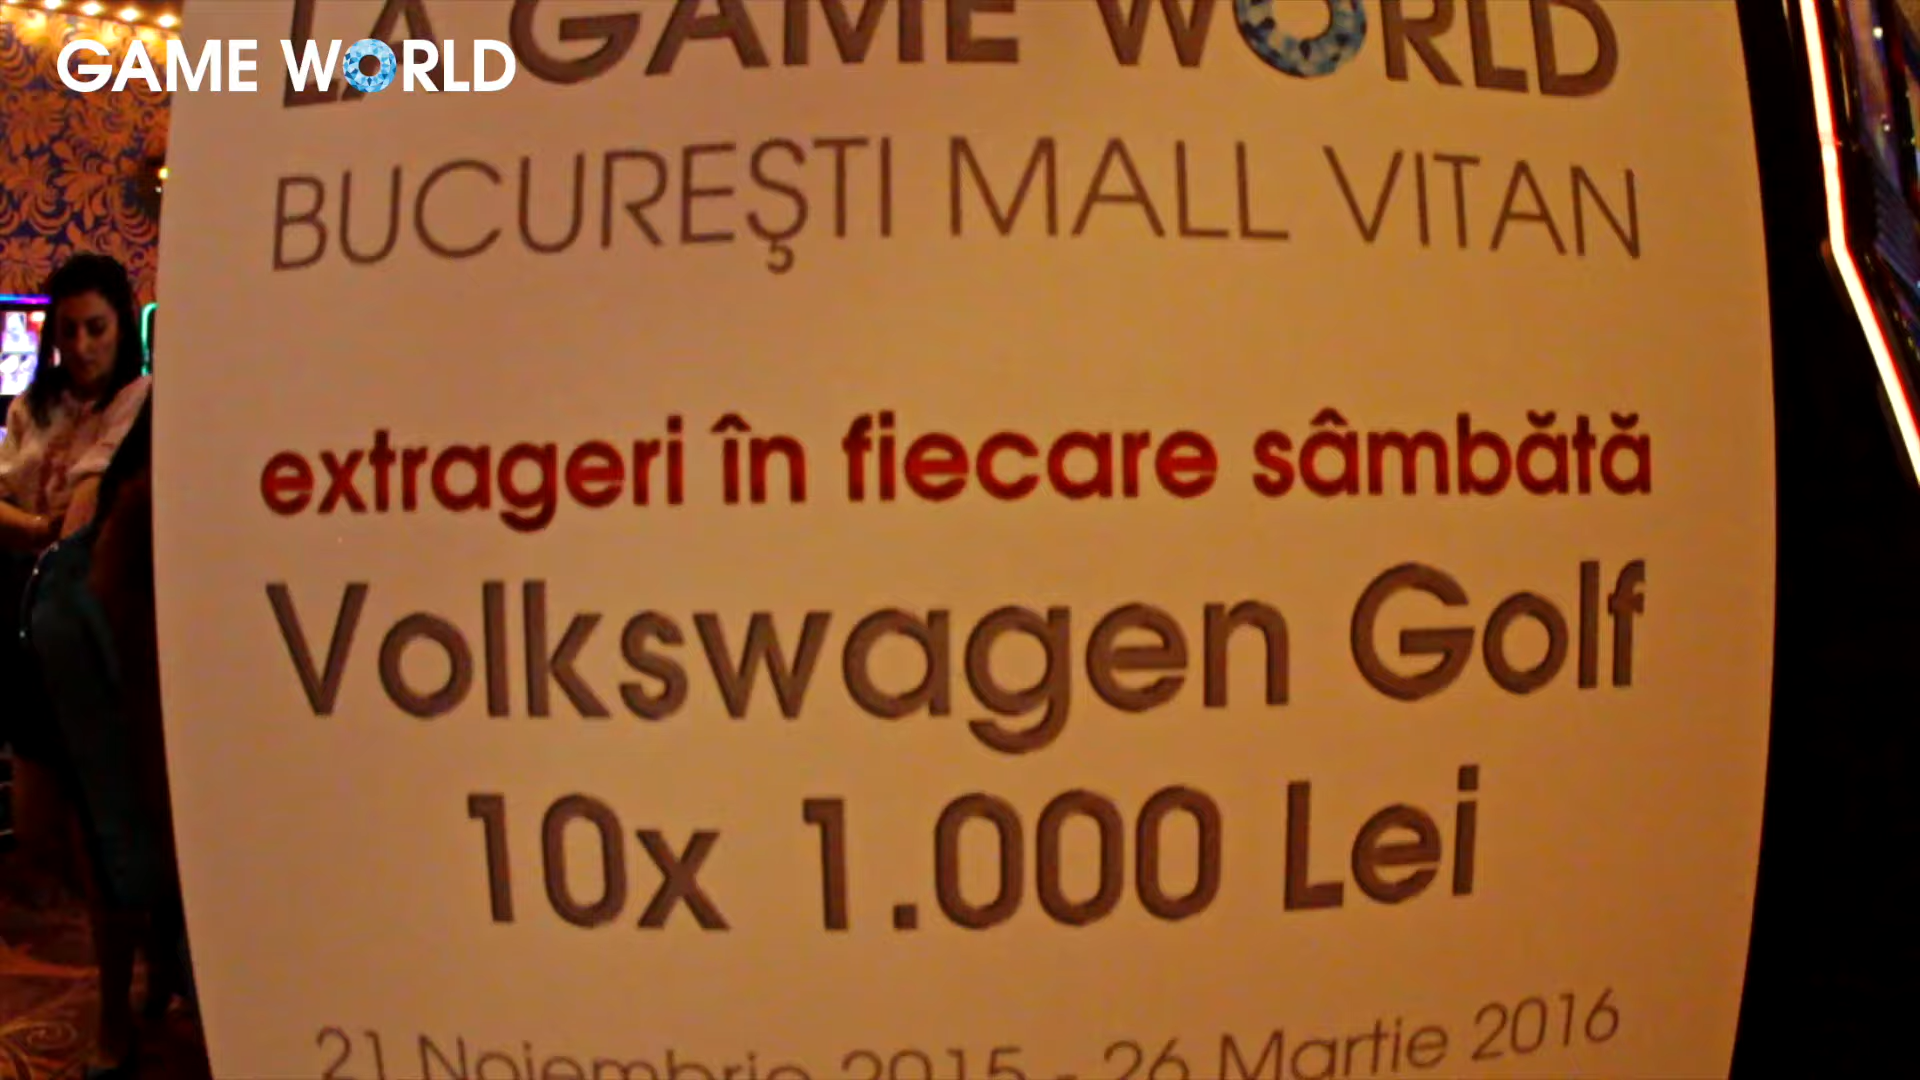 GAME WORLD
LA GAME WORLD
BUCUREŞTI MALL VITAN
extrageri în fiecare sâmbătă
Volkswagen Golf
10x 1.000 Lei
21 Noiembrie 2015 - 26 Martie 2016